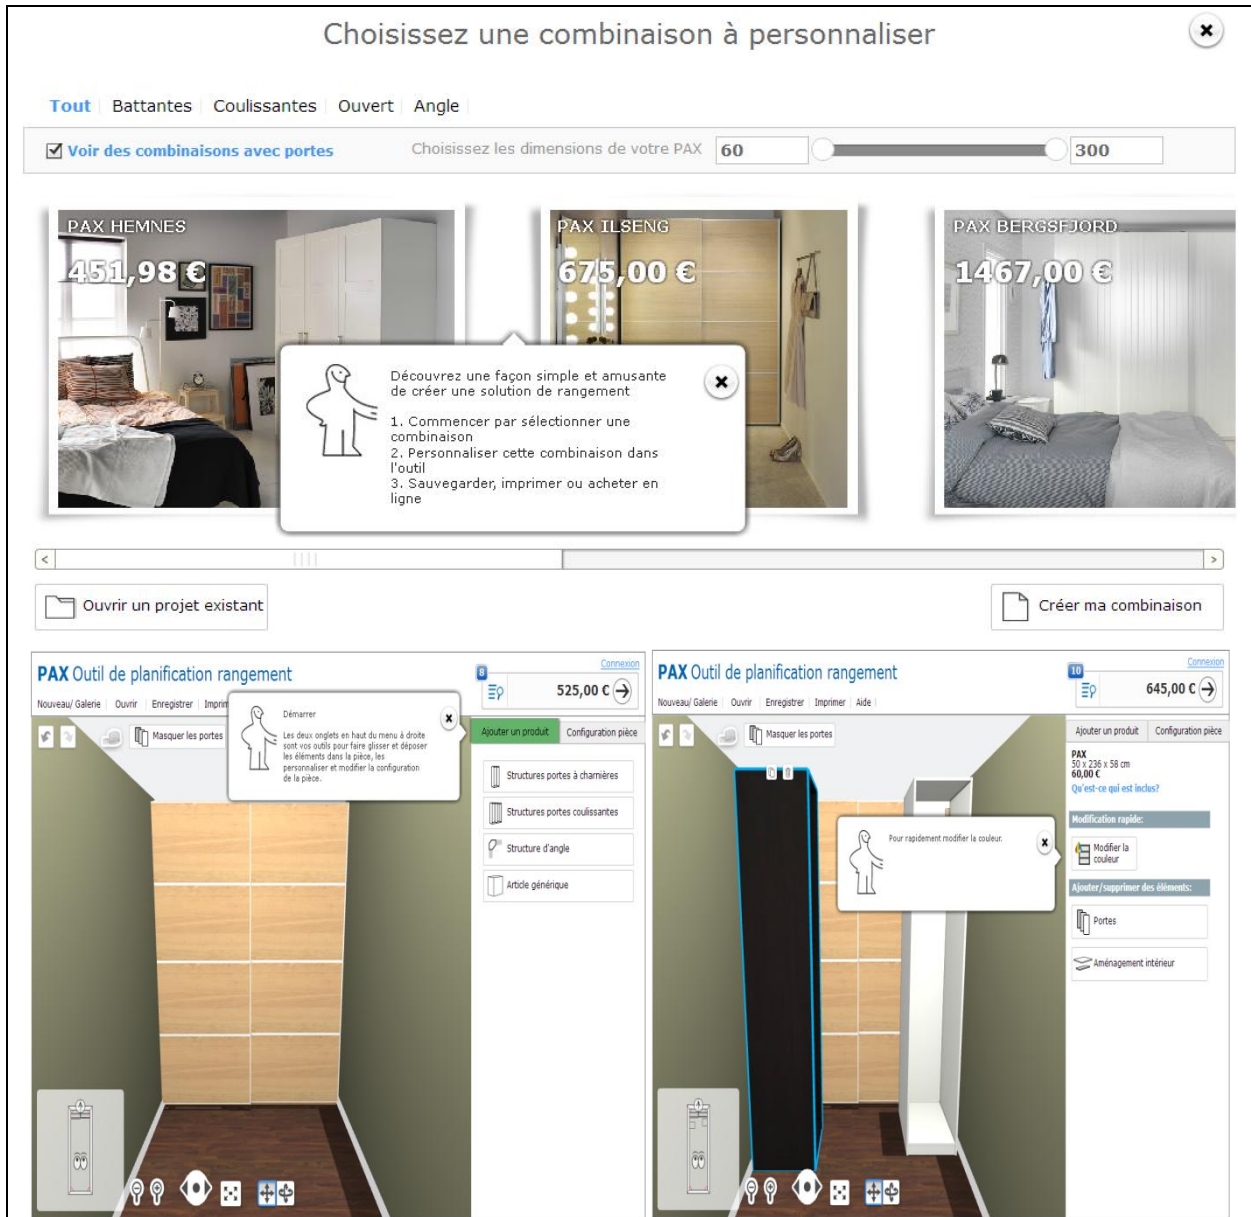 Choisissez une combinaison à personnaliser
Tout Battantes Coulissantes Ouvert Angle
Voir des combinaisons avec portes Choisissez les dimensions de votre PAX 60 300
PAX HEMNES
451,98 €
PAX ILSENG
675,00 €
PAX BERGSFJORD
1467,00 €
Découvrez une façon simple et amusante
de créer une solution de rangement
1. Commencer par sélectionner une
combinaison
2. Personnaliser cette combinaison dans
l'outil
3. Sauvegarder, imprimer ou acheter en
ligne
Ouvrir un projet existant
Créer ma combinaison
PAX Outil de planification rangement
Connexion
8
525,00 €
Nouveau/ Galerie Ouvrir Enregistrer Imprim
Masquer les portes
Démarrer
Les deux onglets en haut du menu à droite
sont vos outils pour faire glisser et déposer
les éléments dans la pièce, les
personnaliser et modifier la configuration
de la pièce.
Ajouter un produit Configuration pièce
Structures portes à charnières
Structures portes coulissantes
Structure d'angle
Article générique
PAX Outil de planification rangement
Connexion
10
645,00 €
Nouveau/ Galerie Ouvrir Enregistrer Imprimer Aide
Masquer les portes
Ajouter un produit Configuration pièce
PAX
50 x 236 x 58 cm
60,00 €
Qu'est-ce qui est inclus?
Modification rapide:
Pour rapidement modifier la couleur.
Modifier la
couleur
Ajouter/supprimer des éléments:
Portes
Aménagement intérieur